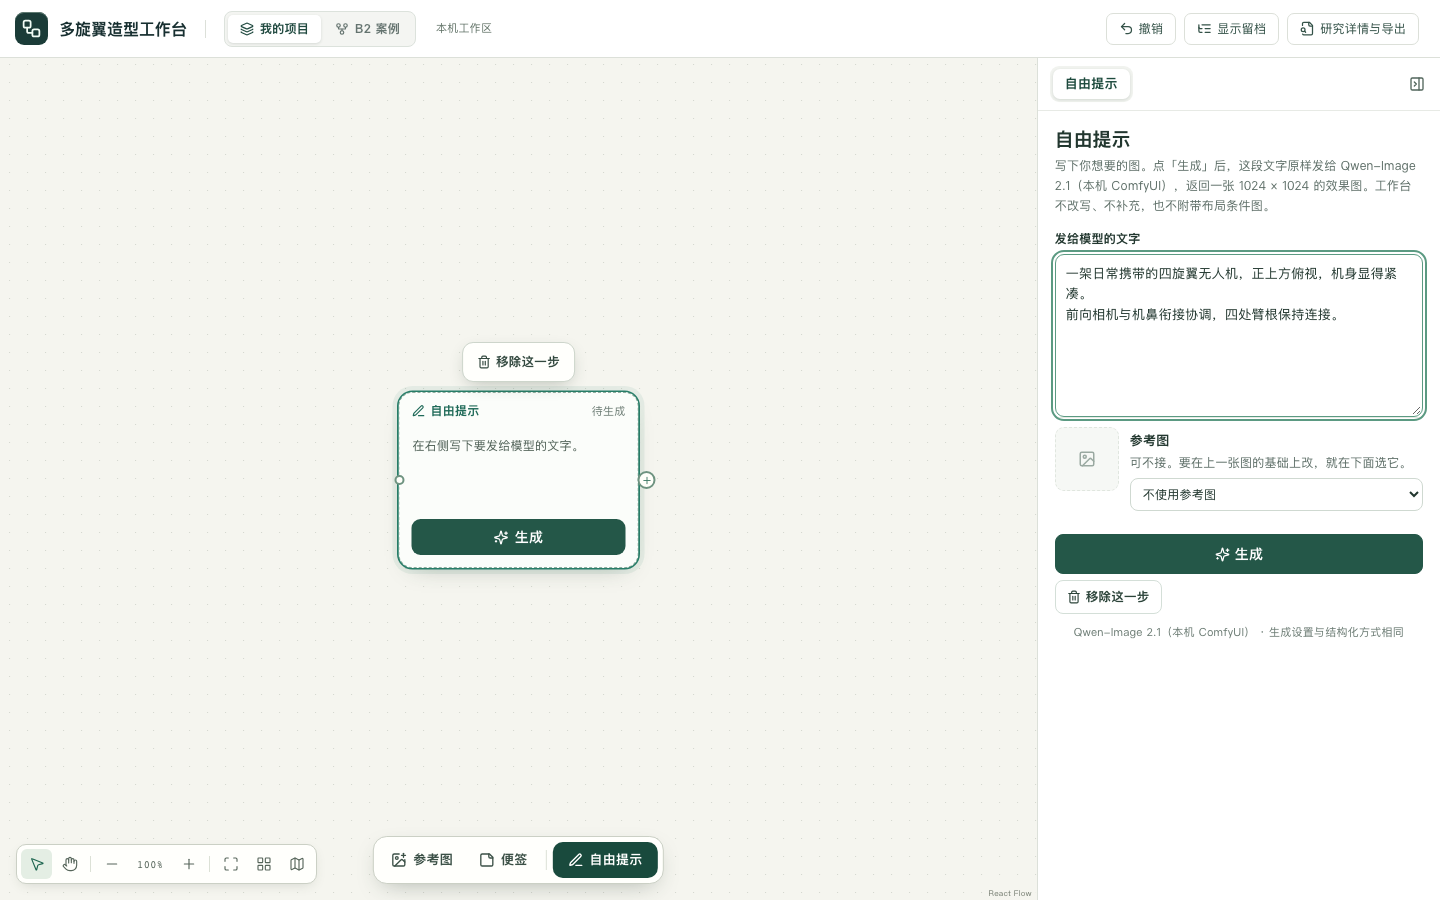 多旋翼造型工作台
我的项目
B2 案例
本机工作区
撤销
显示留档
研究详情与导出
自由提示
自由提示
写下你想要的图。点「生成」后，这段文字原样发给 Qwen-Image
2.1（本机 ComfyUI），返回一张 1024 × 1024 的效果图。工作台
不改写、不补充，也不附带布局条件图。
发给模型的文字
一架日常携带的四旋翼无人机，正上方俯视，机身显得紧
凑。
前向相机与机鼻衔接协调，四处臂根保持连接。
参考图
可不接。要在上一张图的基础上改，就在下面选它。
不使用参考图
生成
移除这一步
Qwen-Image 2.1（本机 ComfyUI） · 生成设置与结构化方式相同
移除这一步
自由提示
待生成
在右侧写下要发给模型的文字。
生成
100%
参考图
便签
自由提示
React Flow